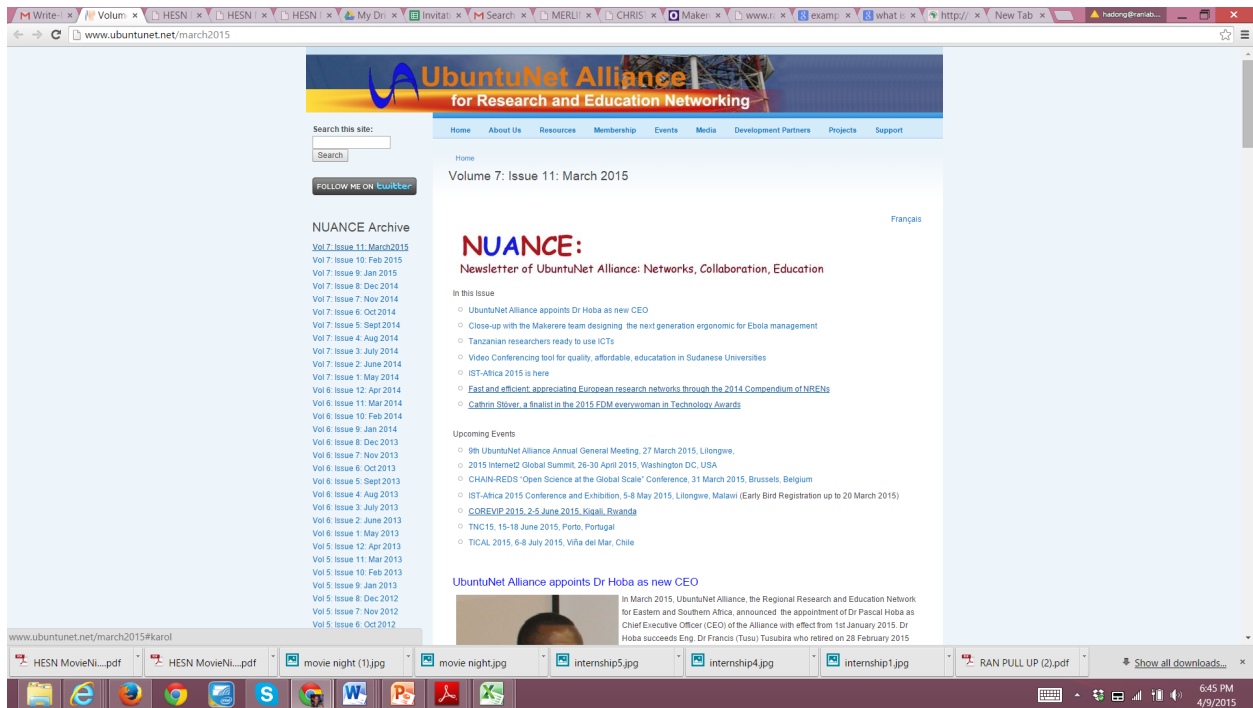 Write-
Volum
HESN
HESN
HESN
My Dri
Invitati
Search
MERLIN
CHRIST
Maker
www.r
examp
what is
http://
New Tab
hadong@ranlab...
www.ubuntunet.net/march2015
UbuntuNet Alliance
for Research and Education Networking
Search this site:
Search
FOLLOW ME ON twitter
Home About Us Resources Membership Events Media Development Partners Projects Support
Home
Volume 7: Issue 11: March 2015
Français
NUANCE Archive
Vol 7: Issue 11: March2015
Vol 7: Issue 10: Feb 2015
Vol 7: Issue 9: Jan 2015
Vol 7: Issue 8: Dec 2014
Vol 7: Issue 7: Nov 2014
Vol 7: Issue 6: Oct 2014
Vol 7: Issue 5: Sept 2014
Vol 7: Issue 4: Aug 2014
Vol 7: Issue 3: July 2014
Vol 7: Issue 2: June 2014
Vol 7: Issue 1: May 2014
Vol 6: Issue 12: Apr 2014
Vol 6: Issue 11: Mar 2014
Vol 6: Issue 10: Feb 2014
Vol 6: Issue 9: Jan 2014
Vol 6: Issue 8: Dec 2013
Vol 6: Issue 7: Nov 2013
Vol 6: Issue 6: Oct 2013
Vol 6: Issue 5: Sept 2013
Vol 6: Issue 4: Aug 2013
Vol 6: Issue 3: July 2013
Vol 6: Issue 2: June 2013
Vol 6: Issue 1: May 2013
Vol 5: Issue 12: Apr 2013
Vol 5: Issue 11: Mar 2013
Vol 5: Issue 10: Feb 2013
Vol 5: Issue 9: Jan 2013
Vol 5: Issue 8: Dec 2012
Vol 5: Issue 7: Nov 2012
Vol 5: Issue 6: Oct 2012
NUANCE:
Newsletter of UbuntuNet Alliance: Networks, Collaboration, Education
In this Issue
UbuntuNet Alliance appoints Dr Hoba as new CEO
Close-up with the Makerere team designing the next generation ergonomic for Ebola management
Tanzanian researchers ready to use ICTs
Video Conferencing tool for quality, affordable, educatation in Sudanese Universities
IST-Africa 2015 is here
Fast and efficient: appreciating European research networks through the 2014 Compendium of NRENs
Cathrin Stöver, a finalist in the 2015 FDM everywoman in Technology Awards
Upcoming Events
9th UbuntuNet Alliance Annual General Meeting, 27 March 2015, Lilongwe,
2015 Internet2 Global Summit, 26-30 April 2015, Washington DC, USA
CHAIN-REDS "Open Science at the Global Scale" Conference, 31 March 2015, Brussels, Belgium
IST-Africa 2015 Conference and Exhibition, 5-8 May 2015, Lilongwe, Malawi (Early Bird Registration up to 20 March 2015)
COREVIP 2015, 2-5 June 2015, Kigali, Rwanda
TNC15, 15-18 June 2015, Porto, Portugal
TICAL 2015, 6-8 July 2015, Viña del Mar, Chile
UbuntuNet Alliance appoints Dr Hoba as new CEO
In March 2015, UbuntuNet Alliance, the Regional Research and Education Network
for Eastern and Southern Africa, announced the appointment of Dr Pascal Hoba as
Chief Executive Officer (CEO) of the Alliance with effect from 1st January 2015. Dr
Hoba succeeds Eng. Dr Francis (Tusu) Tusubira who retired on 28 February 2015
www.ubuntunet.net/march2015#karol
HESN MovieNi....pdf
HESN MovieNi....pdf
movie night (1).jpg
movie night.jpg
internship5.jpg
internship4.jpg
internship1.jpg
RAN PULL UP (2).pdf
Show all downloads...
6:45 PM
4/9/2015